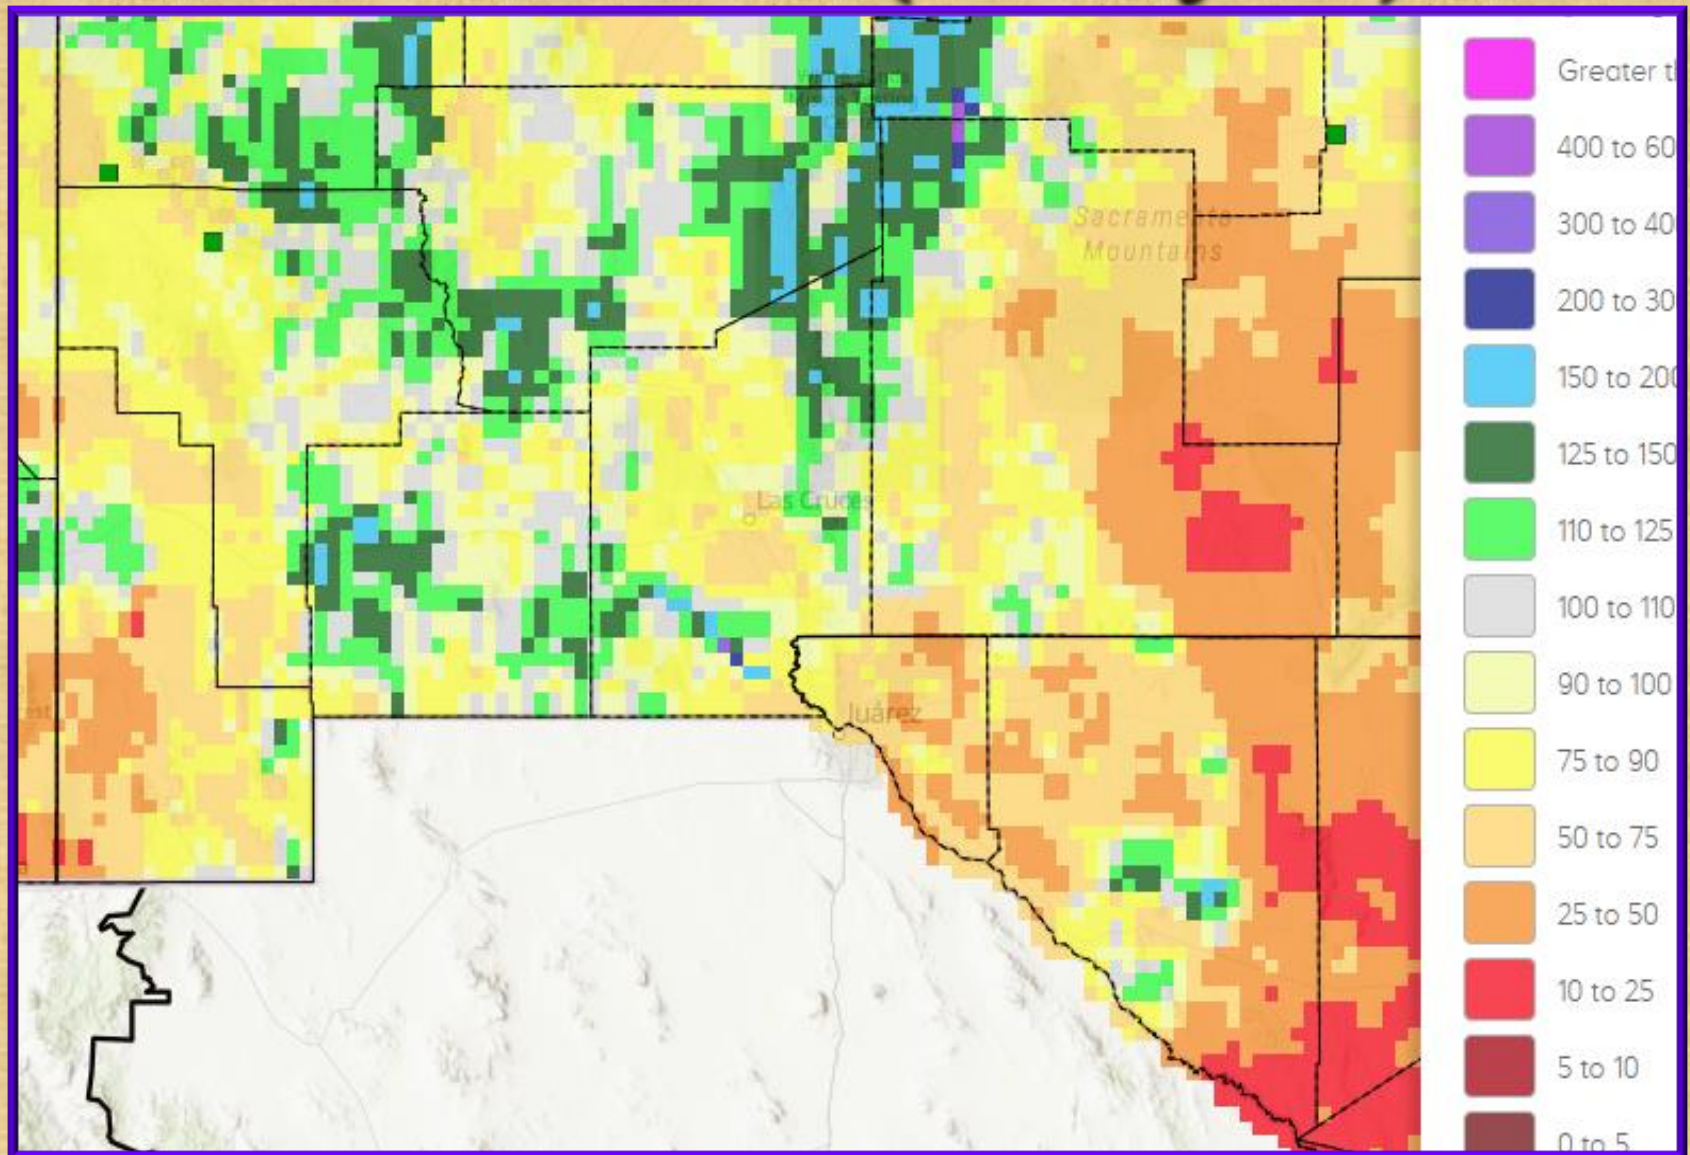 Sacramento
Mountains
Las Cruces
Juárez
Greater t
400 to 60
300 to 40
200 to 30
150 to 200
125 to 150
110 to 125
100 to 110
90 to 100
75 to 90
50 to 75
25 to 50
10 to 25
5 to 10
0 to 5